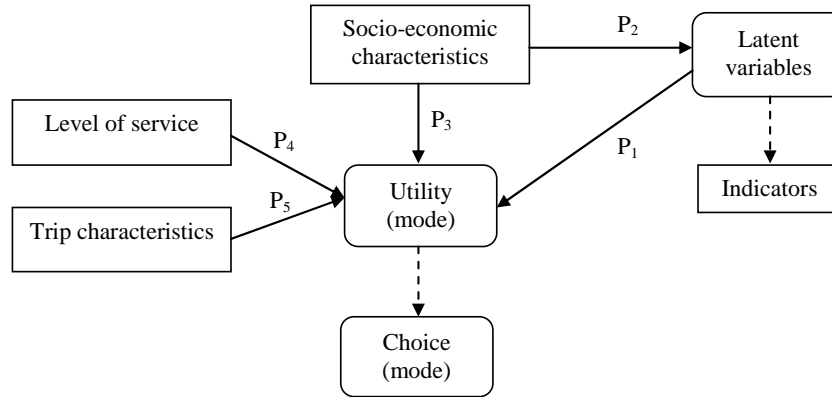 Socio-economic
characteristics
P₂
Latent
variables
Level of service
P₄
P₃
P₁
Utility
(mode)
Indicators
Trip characteristics
P₅
Choice
(mode)